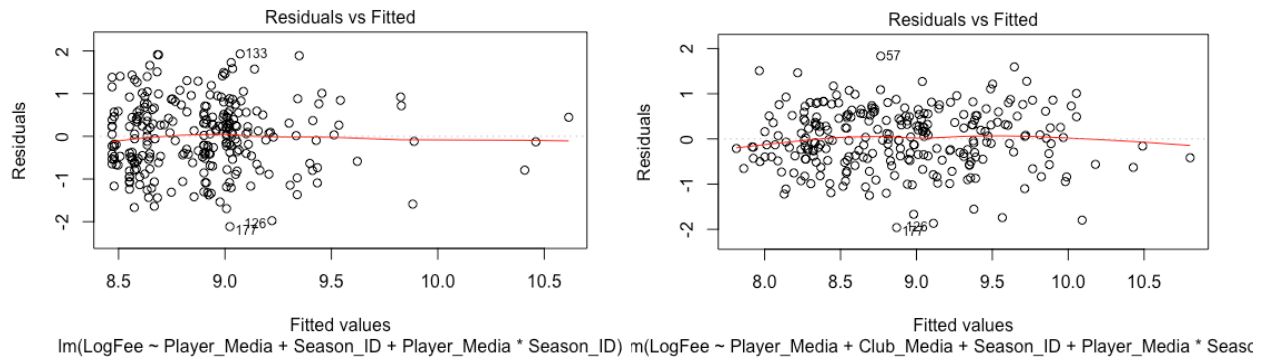 Residuals vs Fitted
Residuals
2
1
0
-1
-2
133
126
177
8.5 9.0 9.5 10.0 10.5
Fitted values
lm(LogFee ~ Player_Media + Season_ID + Player_Media * Season_ID)
Residuals vs Fitted
Residuals
2
1
0
-1
-2
57
126
177
8.0 8.5 9.0 9.5 10.0 10.5
Fitted values
m(LogFee ~ Player_Media + Club_Media + Season_ID + Player_Media * Seasc